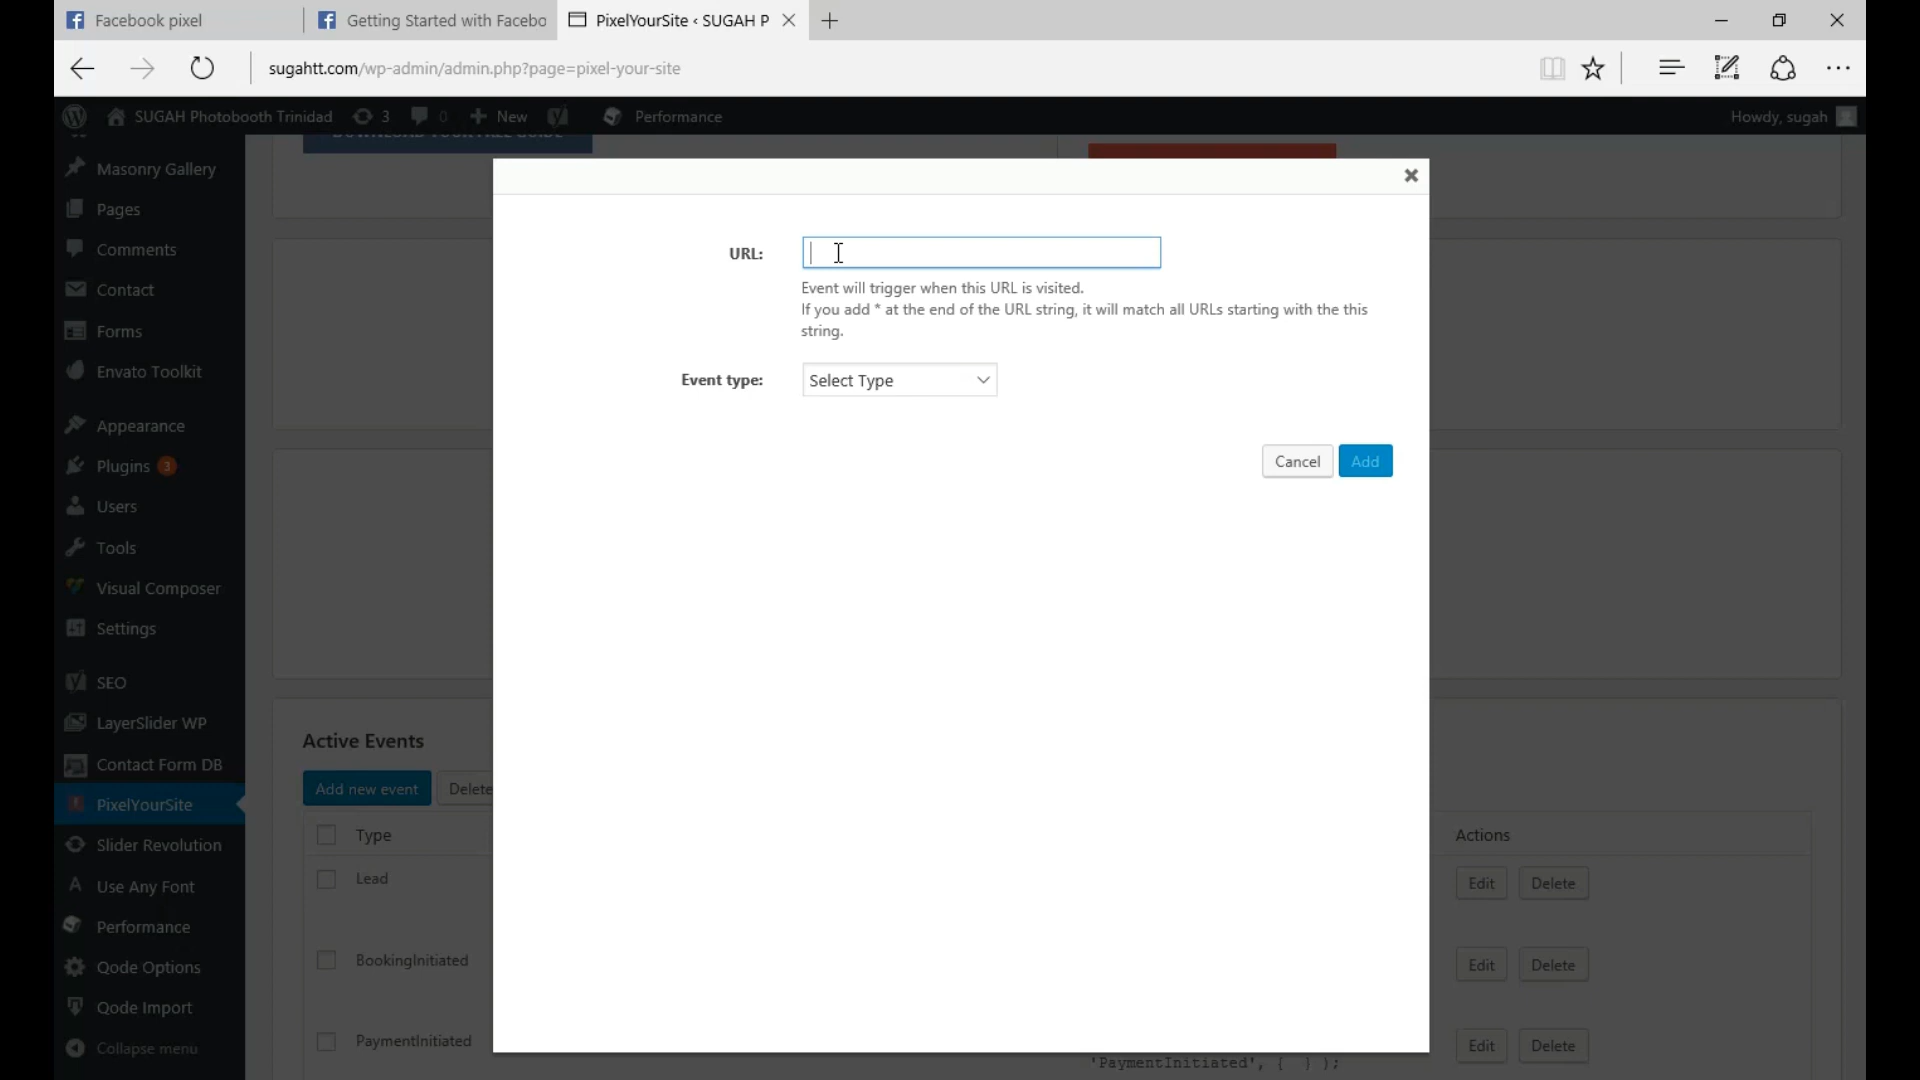 Facebook pixel
Getting Started with Facebo
PixelYourSite ‹ SUGAH P
sugahtt.com/wp-admin/admin.php?page=pixel-your-site
SUGAH Photobooth Trinidad 3 0 New Performance
Howdy, sugah
DOWNLOAD YOUR FREE GUIDE
Masonry Gallery
Pages
Comments
Contact
Forms
Envato Toolkit
Appearance
Plugins 3
Users
Tools
Visual Composer
Settings
SEO
LayerSlider WP
Contact Form DB
PixelYourSite
Slider Revolution
Use Any Font
Performance
Qode Options
Qode Import
Collapse menu
URL:
Event will trigger when this URL is visited.
If you add * at the end of the URL string, it will match all URLs starting with the this
string.
Event type: Select Type
Cancel Add
Active Events
Add new event Delete
Type Actions
Lead Edit Delete
BookingInitiated Edit Delete
PaymentInitiated Edit Delete
'PaymentInitiated', { } );